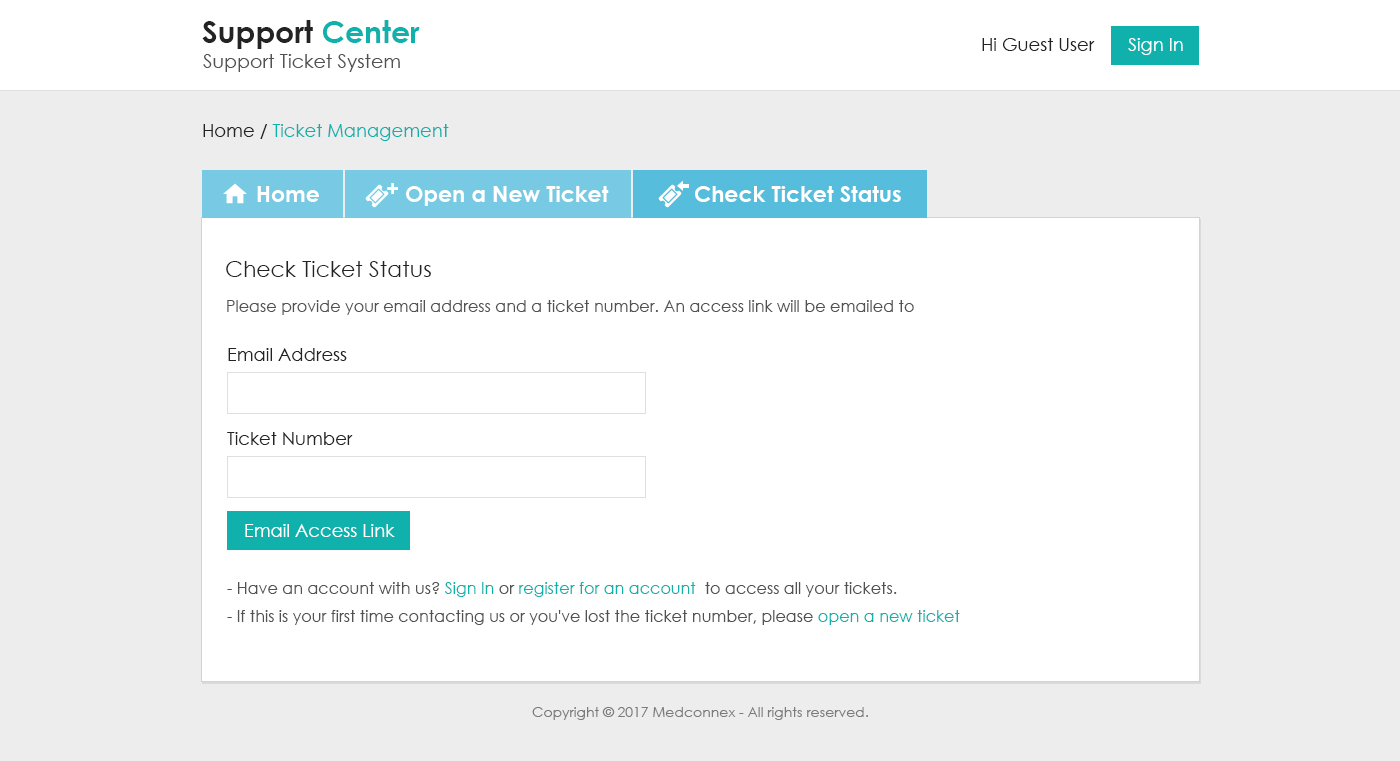 Support Center
Support Ticket System
Hi Guest User
Sign In
Home / Ticket Management
Home
Open a New Ticket
Check Ticket Status
Check Ticket Status
Please provide your email address and a ticket number. An access link will be emailed to
Email Address
Ticket Number
Email Access Link
- Have an account with us? Sign In or register for an account to access all your tickets.
- If this is your first time contacting us or you've lost the ticket number, please open a new ticket
Copyright © 2017 Medconnex - All rights reserved.